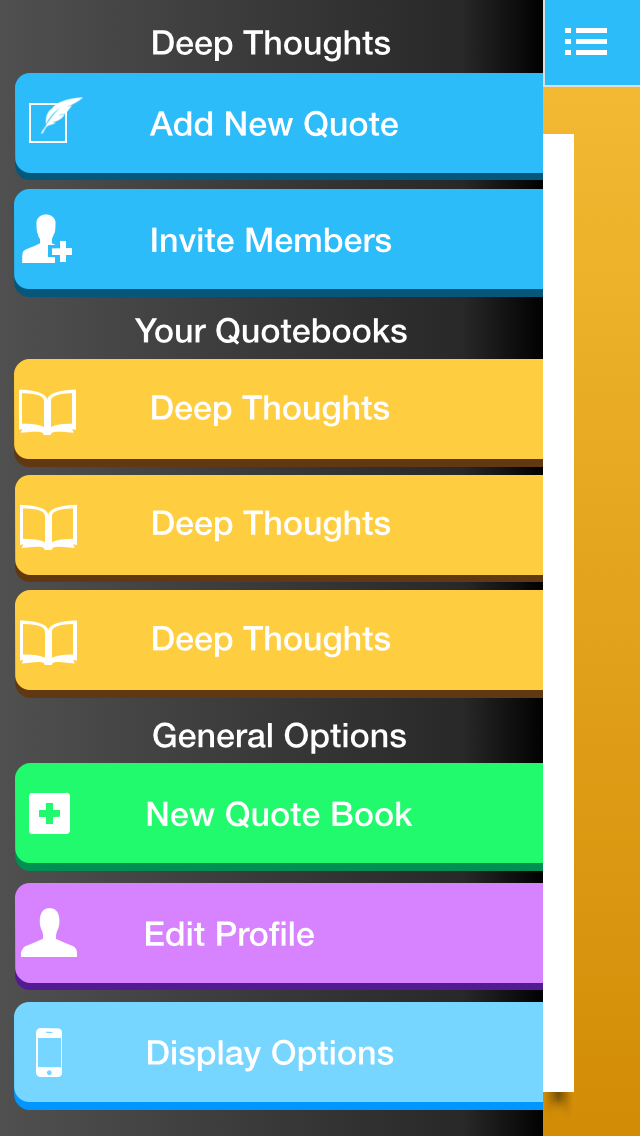 Deep Thoughts
Add New Quote
Invite Members
Your Quotebooks
Deep Thoughts
Deep Thoughts
Deep Thoughts
General Options
New Quote Book
Edit Profile
Display Options